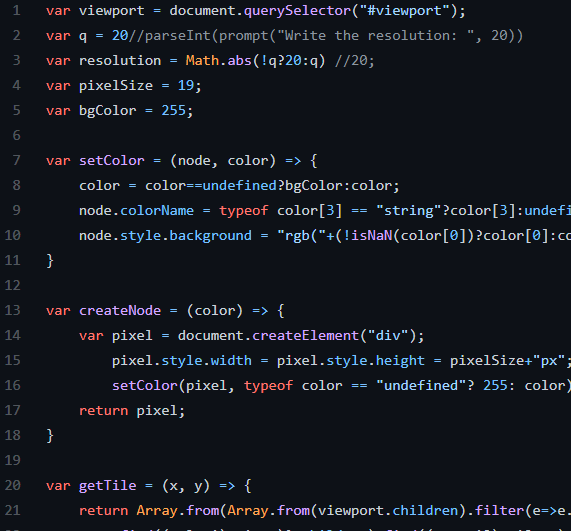 1 var viewport = document.querySelector("#viewport");
2 var q = 20//parseInt(prompt("Write the resolution: ", 20))
3 var resolution = Math.abs(!q?20:q) //20;
4 var pixelSize = 19;
5 var bgColor = 255;
6
7 var setColor = (node, color) => {
8 color = color==undefined?bgColor:color;
9 node.colorName = typeof color[3] == "string"?color[3]:undefi
10 node.style.background = "rgb("+(!isNaN(color[0])?color[0]:co
11 }
12
13 var createNode = (color) => {
14 var pixel = document.createElement("div");
15 pixel.style.width = pixel.style.height = pixelSize+"px";
16 setColor(pixel, typeof color == "undefined"? 255: color)
17 return pixel;
18 }
19
20 var getTile = (x, y) => {
21 return Array.from(Array.from(viewport.children).filter(e=>e.